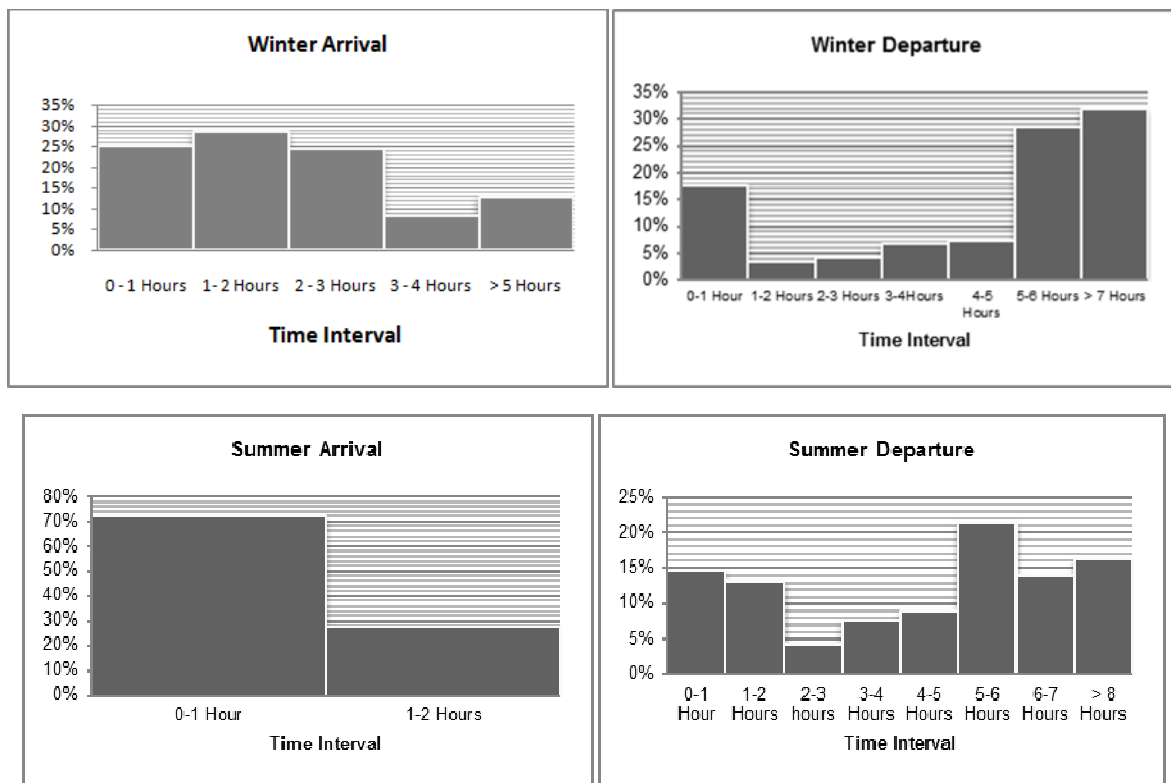 Winter Arrival
35%
30%
25%
20%
15%
10%
5%
0%
0 - 1 Hours 1- 2 Hours 2 - 3 Hours 3 - 4 Hours > 5 Hours
Time Interval
Winter Departure
35%
30%
25%
20%
15%
10%
5%
0%
0-1 Hour 1-2 Hours 2-3 Hours 3-4Hours 4-5 5-6 Hours > 7 Hours
Hours
Time Interval
Summer Arrival
80%
70%
60%
50%
40%
30%
20%
10%
0%
0-1 Hour 1-2 Hours
Time Interval
Summer Departure
25%
20%
15%
10%
5%
0%
0-1 1-2 2-3 3-4 4-5 5-6 6-7 > 8
Hour Hours hours Hours Hours Hours Hours Hours
Time Interval